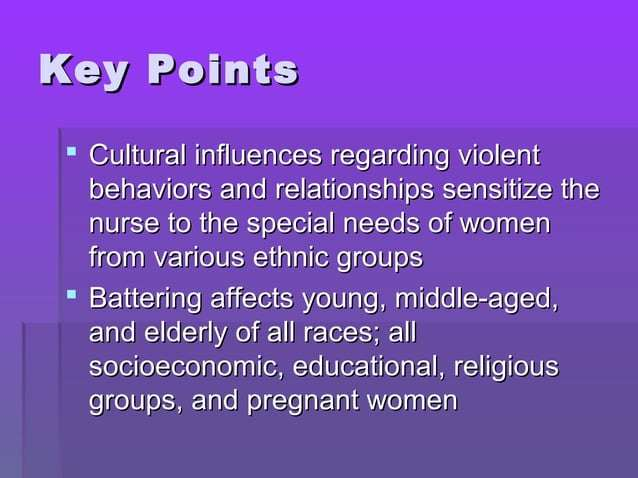 Key Points
Cultural influences regarding violent
behaviors and relationships sensitize the
nurse to the special needs of women
from various ethnic groups
Battering affects young, middle-aged,
and elderly of all races; all
socioeconomic, educational, religious
groups, and pregnant women